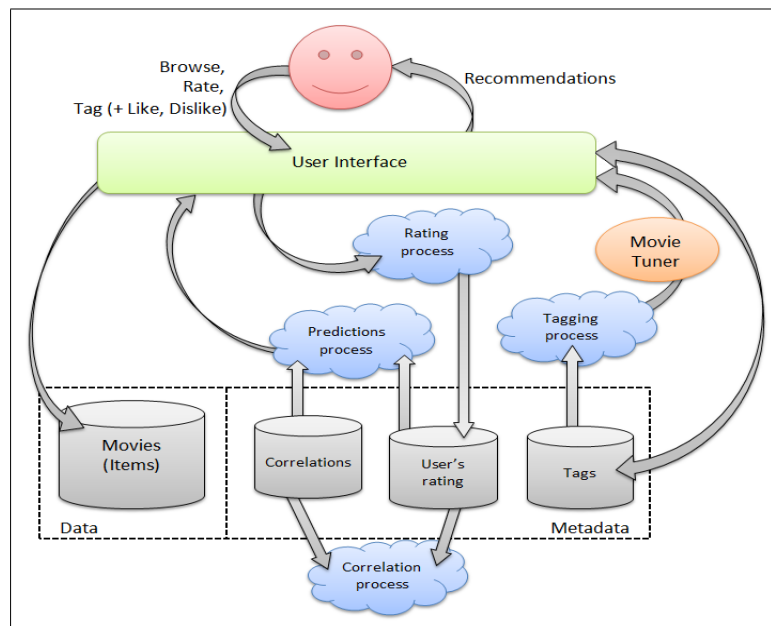 Browse,
Rate,
Tag (+ Like, Dislike)
Recommendations
User Interface
Rating
process
Movie
Tuner
Predictions
process
Tagging
process
Movies
(Items)
Correlations
User's
rating
Tags
Data
Metadata
Correlation
process